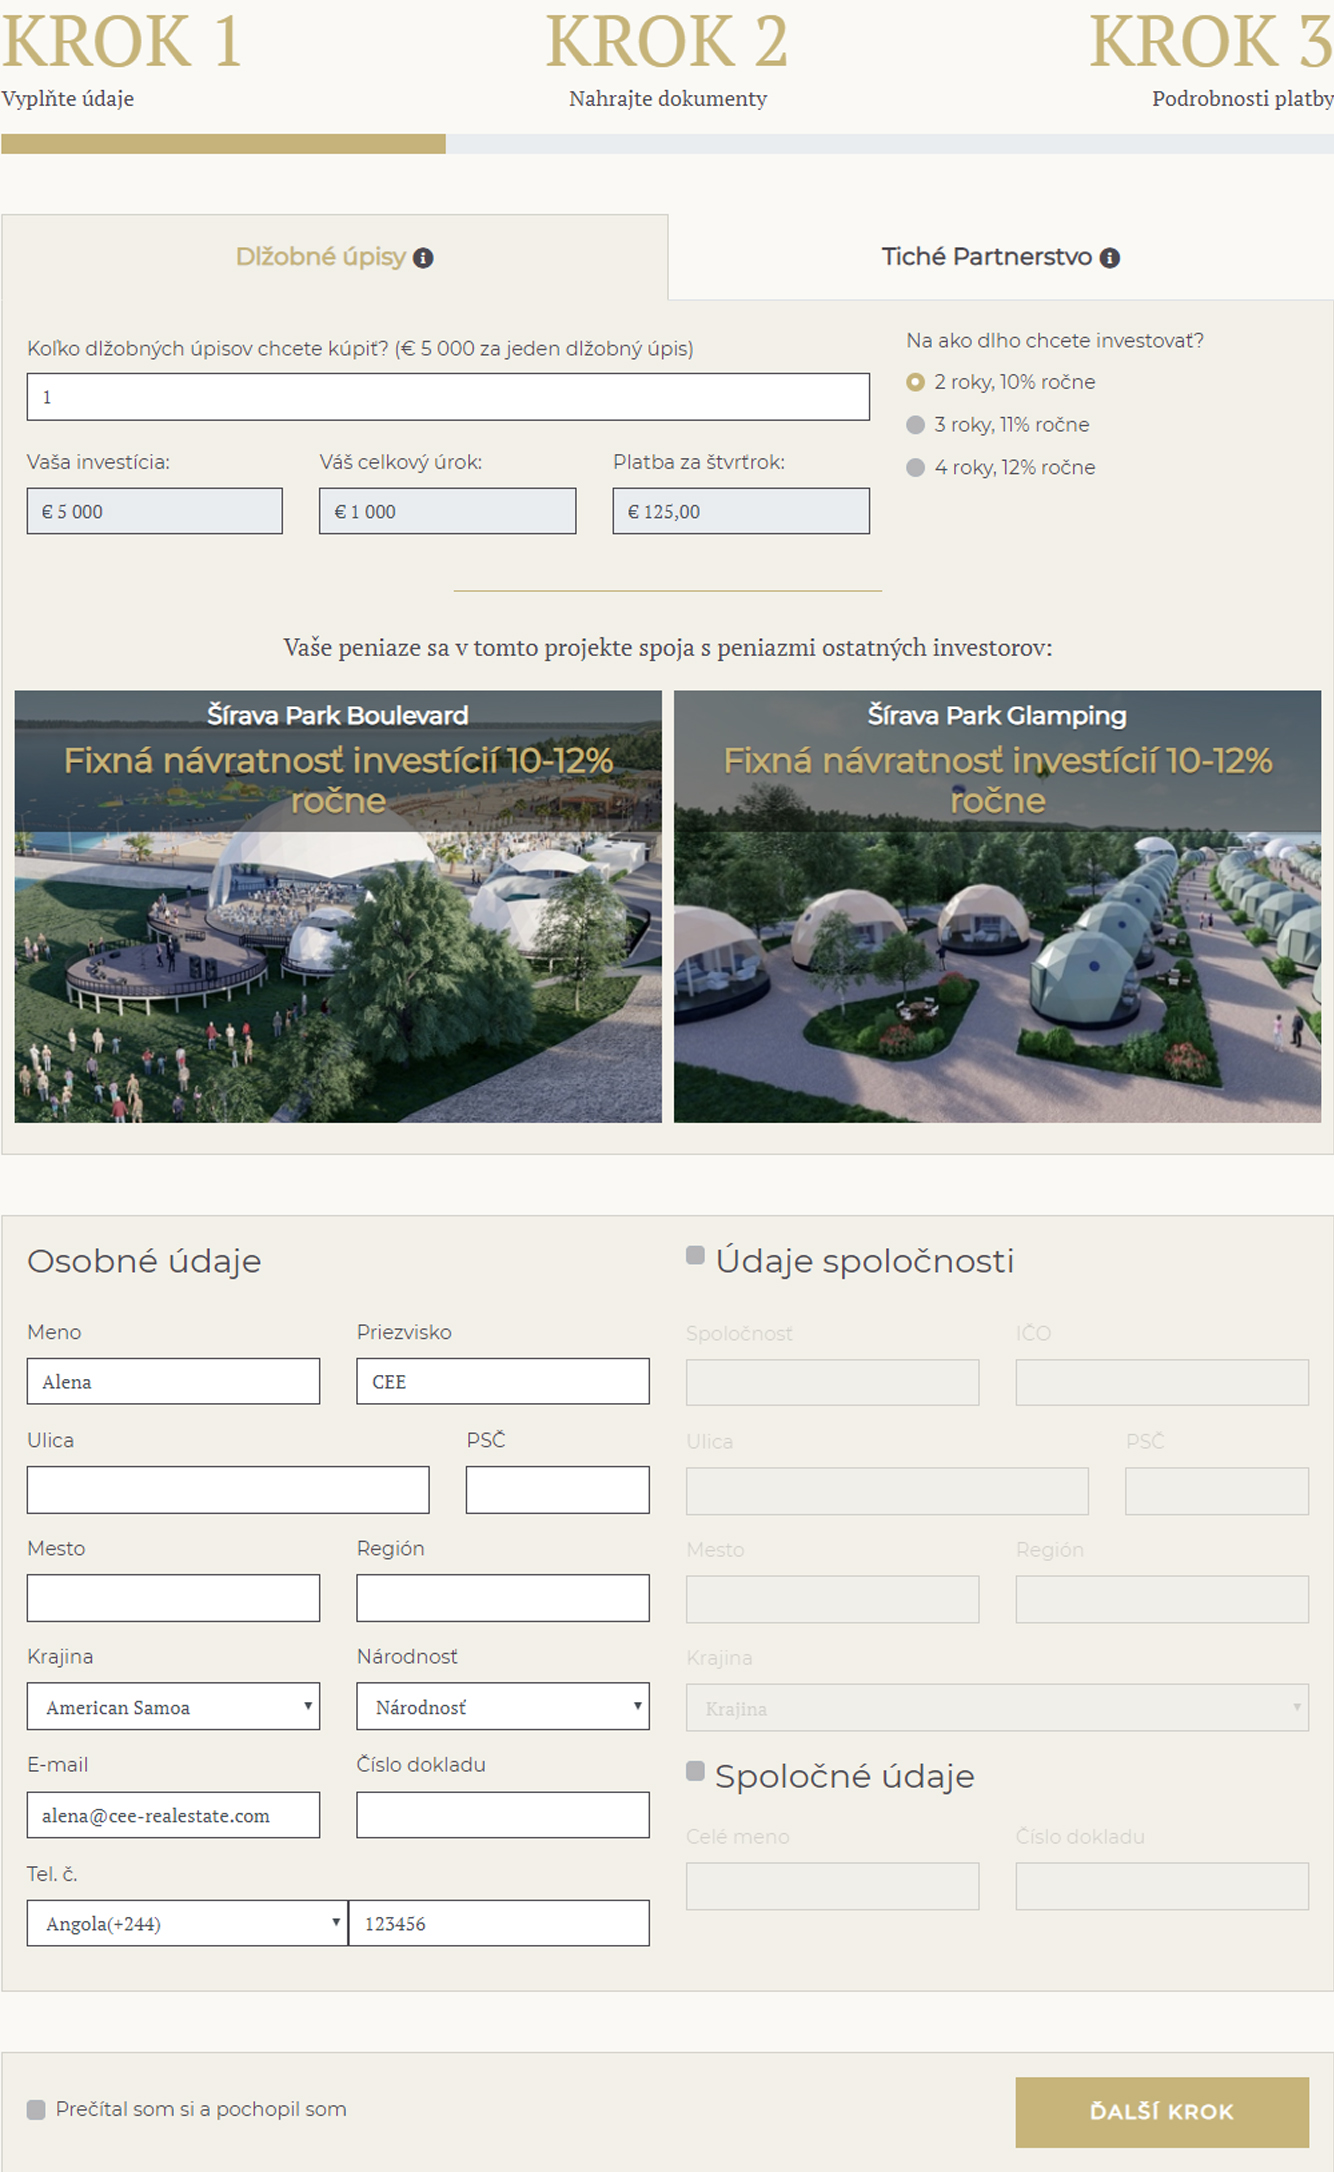 KROK 1
KROK 2
KROK 3
Vyplňte údaje
Nahrajte dokumenty
Podrobnosti platby
Dlžobné úpisy
Tiché Partnerstvo
Koľko dlžobných úpisov chcete kúpiť? (€ 5 000 za jeden dlžobný úpis)
1
Vaša investícia:
Váš celkový úrok:
Platba za štvrťrok:
€ 5 000
€ 1 000
€ 125,00
Na ako dlho chcete investovať?
2 roky, 10% ročne
3 roky, 11% ročne
4 roky, 12% ročne
Vaše peniaze sa v tomto projekte spoja s peniazmi ostatných investorov:
Šírava Park Boulevard
Fixná návratnosť investícií 10-12%
ročne
Šírava Park Glamping
Fixná návratnosť investícií 10-12%
ročne
Osobné údaje
Meno
Priezvisko
Alena
CEE
Ulica
PSČ
Mesto
Región
Krajina
Národnosť
American Samoa
Národnosť
E-mail
Číslo dokladu
alena@cee-realestate.com
Tel. č.
Angola(+244)
123456
Údaje spoločnosti
Spoločnosť
IČO
Ulica
PSČ
Mesto
Región
Krajina
Krajina
Spoločné údaje
Celé meno
Číslo dokladu
Prečítal som si a pochopil som
ĎALŠÍ KROK